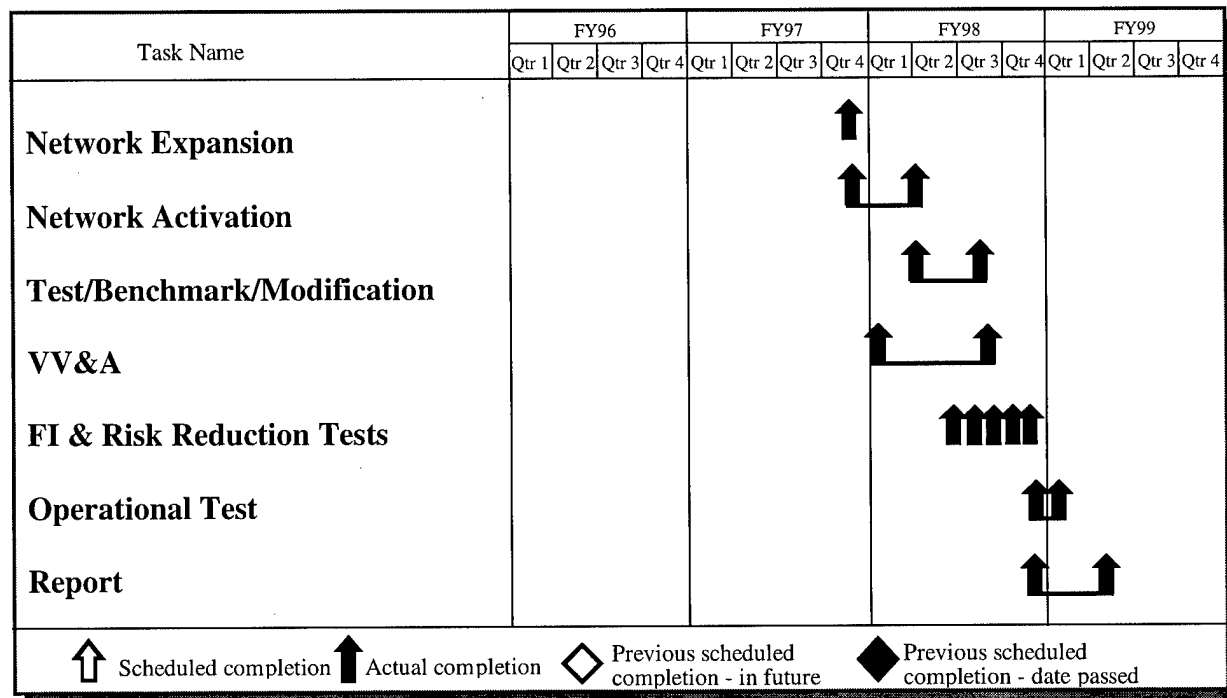 Task Name
FY96 FY97 FY98 FY99
Qtr 1 Qtr 2 Qtr 3 Qtr 4 Qtr 1 Qtr 2 Qtr 3 Qtr 4 Qtr 1 Qtr 2 Qtr 3 Qtr 4 Qtr 1 Qtr 2 Qtr 3 Qtr 4
Network Expansion
Network Activation
Test/Benchmark/Modification
VV&A
FI & Risk Reduction Tests
Operational Test
Report
Scheduled completion
Actual completion
Previous scheduled
completion - in future
Previous scheduled
completion - date passed